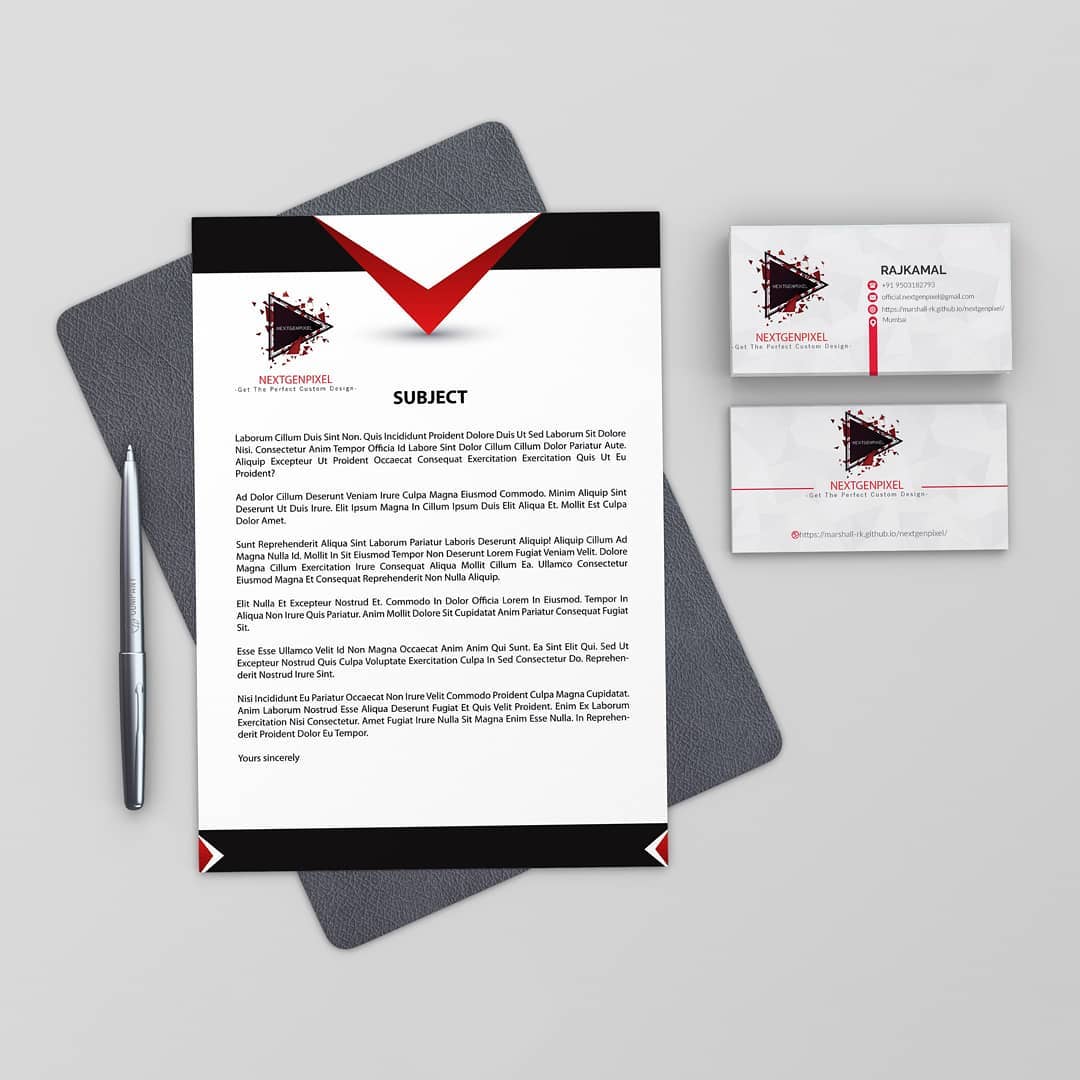 NEXTGENPIXEL
NEXTGENPIXEL
-Get The Perfect Custom Design-
SUBJECT
Laborum Cillum Duis Sint Non. Quis Incididunt Proident Dolore Duis Ut Sed Laborum Sit Dolore
Nisi. Consectetur Anim Tempor Officia Id Labore Sint Dolor Cillum Cillum Dolor Pariatur Aute.
Aliquip Excepteur Ut Proident Occaecat Consequat Exercitation Exercitation Quis Ut Eu
Proident?
Ad Dolor Cillum Deserunt Veniam Irure Culpa Magna Eiusmod Commodo. Minim Aliquip Sint
Deserunt Ut Duis Irure. Elit Ipsum Magna In Cillum Ipsum Duis Elit Aliqua Et. Mollit Est Culpa
Dolor Amet.
Sunt Reprehenderit Aliqua Sint Laborum Pariatur Laboris Deserunt Aliquip! Aliquip Cillum Ad
Magna Nulla Id, Mollit In Sit Eiusmod Tempor Non Deserunt Lorem Fugiat Veniam Velit. Dolore
Magna Cillum Exercitation Irure Consequat Aliqua Mollit Cillum Ea. Ullamco Consectetur
Eiusmod Magna Et Consequat Reprehenderit Non Nulla Aliquip.
Elit Nulla Et Excepteur Nostrud Et. Commodo In Dolor Officia Lorem In Eiusmod. Tempor In
Aliqua Non Irure Quis Pariatur. Anim Mollit Dolore Sit Cupidatat Anim Pariatur Consequat Fugiat
Sit.
Esse Esse Ullamco Velit Id Non Magna Occaecat Anim Anim Qui Sunt. Ea Sint Elit Qui. Sed Ut
Excepteur Nostrud Quis Culpa Voluptate Exercitation Culpa In Sed Consectetur Do. Reprehen-
derit Nostrud Irure Sint.
Nisi Incididunt Eu Pariatur Occaecat Non Irure Velit Commodo Proident Culpa Magna Cupidatat.
Anim Laborum Nostrud Esse Aliqua Deserunt Fugiat Et Quis Velit Proident. Enim Ex Laborum
Exercitation Nisi Consectetur. Amet Fugiat Irure Nulla Sit Magna Enim Esse Nulla. In Reprehen-
derit Proident Dolor Eu Tempor.
Yours sincerely
COMPANY
NEXTGENPIXEL
NEXTGENPIXEL
-Get The Perfect Custom Design-
RAJKAMAL
+91 9503182793
official.nextgenpixel@gmail.com
https://marshall-rk.github.io/nextgenpixel/
Mumbai
NEXTGENPIXEL
NEXTGENPIXEL
-Get The Perfect Custom Design-
https://marshall-rk.github.io/nextgenpixel/